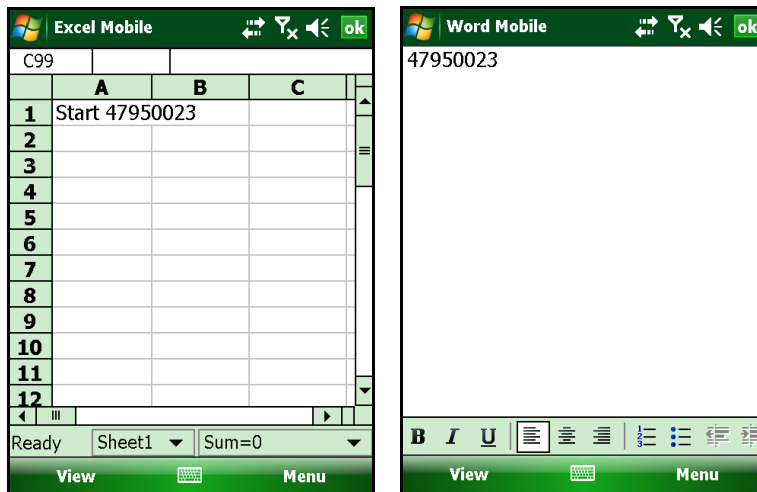 Excel Mobile ok
C99
A B C
1 Start 47950023
2
3
4
5
6
7
8
9
10
11
12
Ready Sheet1 Sum=0
View Menu
Word Mobile ok
47950023
B I U
View Menu